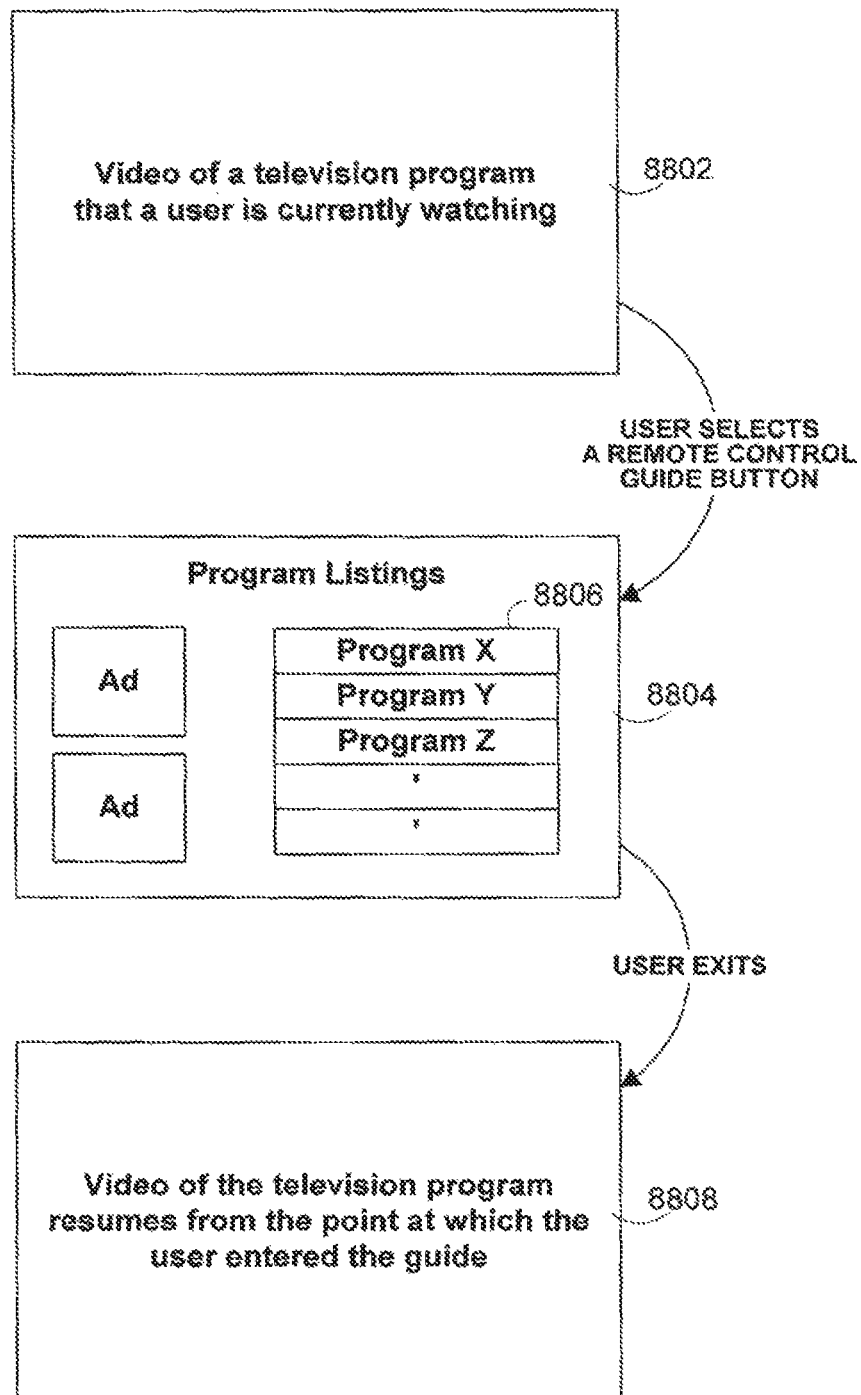 Video of a television program
that a user is currently watching
8802
USER SELECTS
A REMOTE CONTROL
GUIDE BUTTON
Program Listings
8806
Ad
Ad
Program X
Program Y
Program Z
8804
USER EXITS
Video of the television program
resumes from the point at which the
user entered the guide
8808